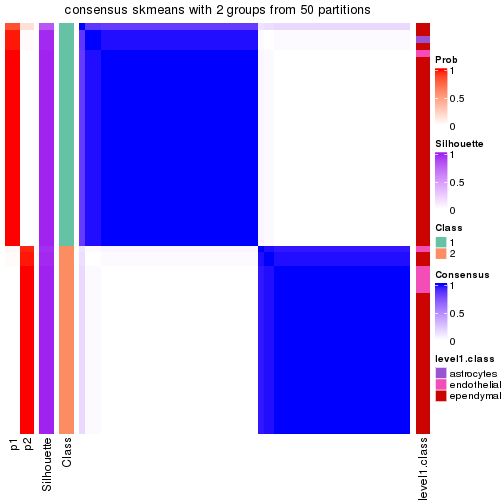 consensus skmeans with 2 groups from 50 partitions
Prob
1
0.5
0
Silhouette
1
0.5
0
Class
1
2
Consensus
1
0.5
0
level1.class
astrocytes
endothelial
ependymal
p1
p2
Silhouette
Class
level1.class